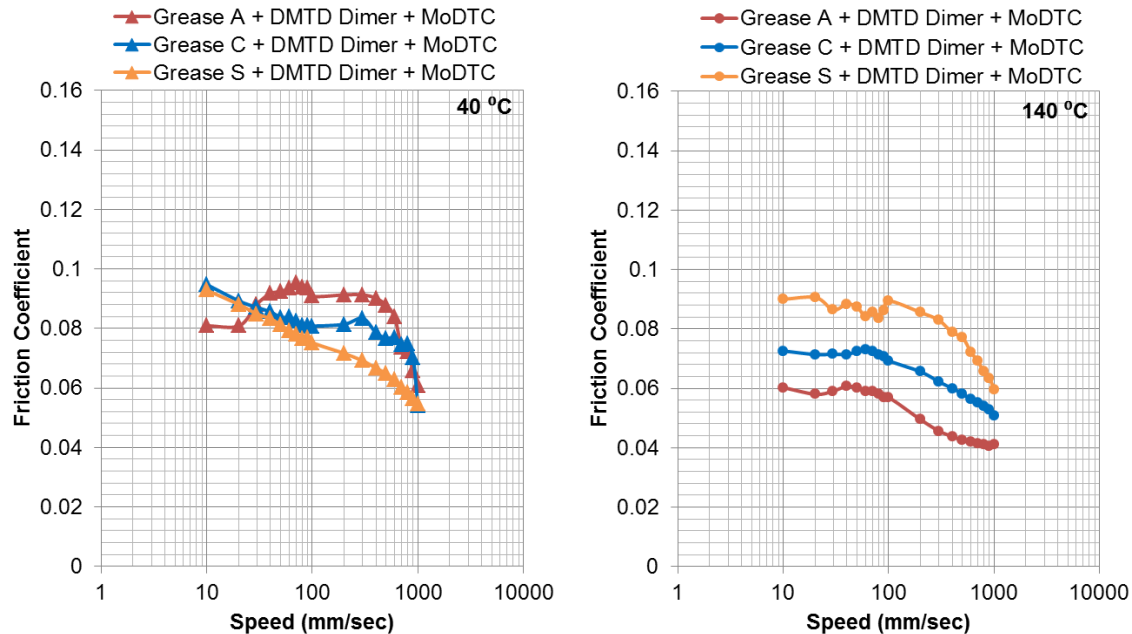 Grease A + DMTD Dimer + MoDTC
Grease C + DMTD Dimer + MoDTC
Grease S + DMTD Dimer + MoDTC
40 ⁰C
0.16
0.14
0.12
0.1
0.08
0.06
0.04
0.02
0
Friction Coefficient
1 10 100 1000 10000
Speed (mm/sec)
Grease A + DMTD Dimer + MoDTC
Grease C + DMTD Dimer + MoDTC
Grease S + DMTD Dimer + MoDTC
140 ⁰C
0.16
0.14
0.12
0.1
0.08
0.06
0.04
0.02
0
Friction Coefficient
1 10 100 1000 10000
Speed (mm/sec)